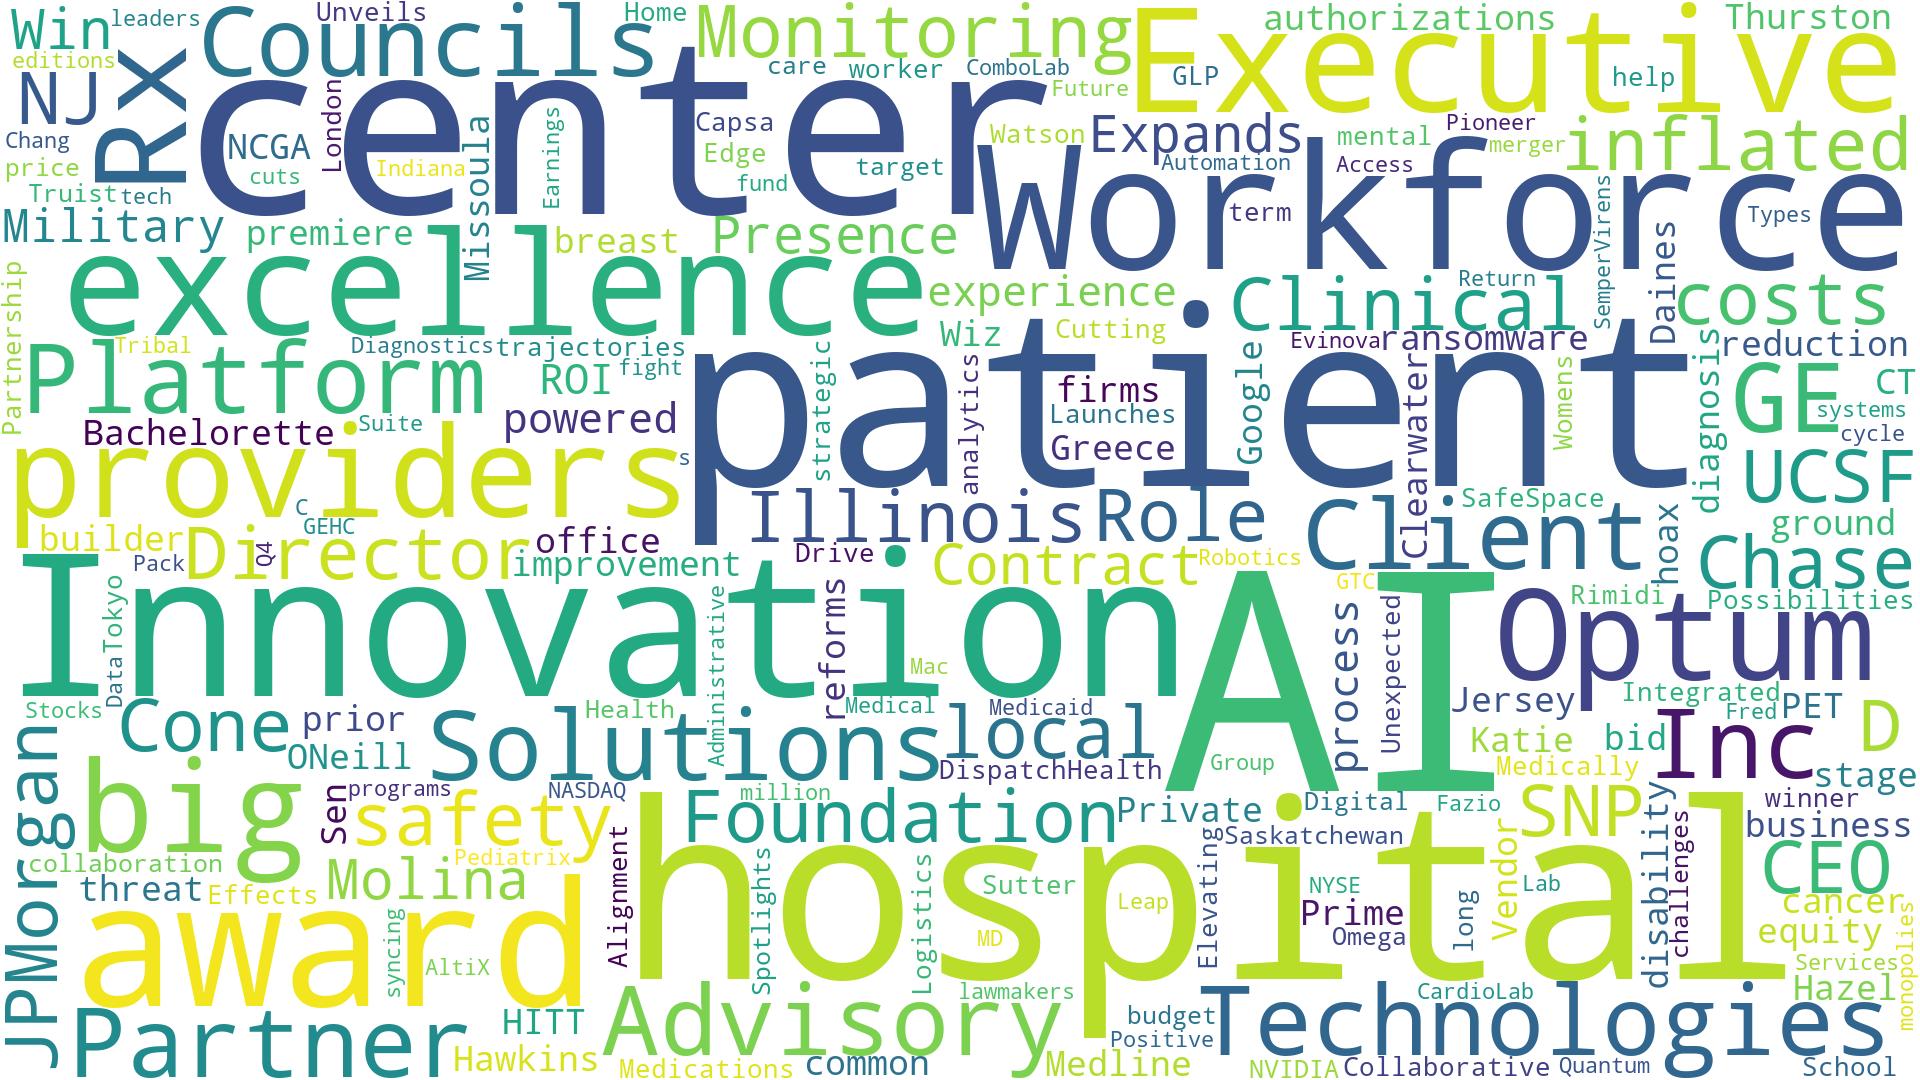 Win
leaders
Unveils
Home
Councils
Monitoring
Executive
authorizations
Thurston
editions
Rx
NJ
center
care
worker
ComboLab
Future
GLP
help
Chang
price
NCGA
London
cuts
Indiana
Missoula
Earnings
Capsa
Edge
fund
target
Watson
Expands
Automation
mental
Access
Pioneer
merger
inflated
Truist
tech
Military
premiere
breast
Presence
Workforce
term
Types
SemperVirens
Daines
Partnership
excellence
experience
Clinical
Return
costs
Wiz
Cutting
Evinova
ransomware
reduction
Tribal
Diagnostics
trajectories
Platform
ROI
fight
strategic
analytics
patient
firms
Launches
Greece
Google
Clearwater
Womens
diagnosis
GE
CT
systems
cycle
Bachelorette
Suite
powered
providers
s
UCSF
C
GEHC
Illinois
Role
Client
SafeSpace
hoax
ground
builder
Pack
Director
Q4
office
improvement
Drive
Contract
Robotics
Chase
GTC
Rimidi
Possibilities
Innovation
Tokyo
Data
Administrative
reforms
Mac
AI
process
Unexpected
Optum
Stocks
Cone
prior
ONeill
Health
Medical
Medicaid
Solutions
local
DispatchHealth
Group
Jersey
Integrated
Fred
PET
D
Katie
bid
Inc
Medically
stage
JPMorgan
big
Sen
programs
NASDAQ
safety
million
Foundation
Private
Digital
Fazio
SNP
winner
business
Saskatchewan
collaboration
Pediatrix
threat
Effects
Molina
Alignment
Spotlights
Logistics
hospital
Sutter
Leap
MD
Elevating
NYSE
Prime
Omega
long
Vendor
Lab
disability
challenges
CEO
cancer
equity
Services
monopolies
award
syncing
AltiX
lawmakers
CardioLab
Hazel
Partner
HITT
Hawkins
Advisory
Medications
common
Medline
budget
Positive
Technologies
NVIDIA
Collaborative
Quantum
School